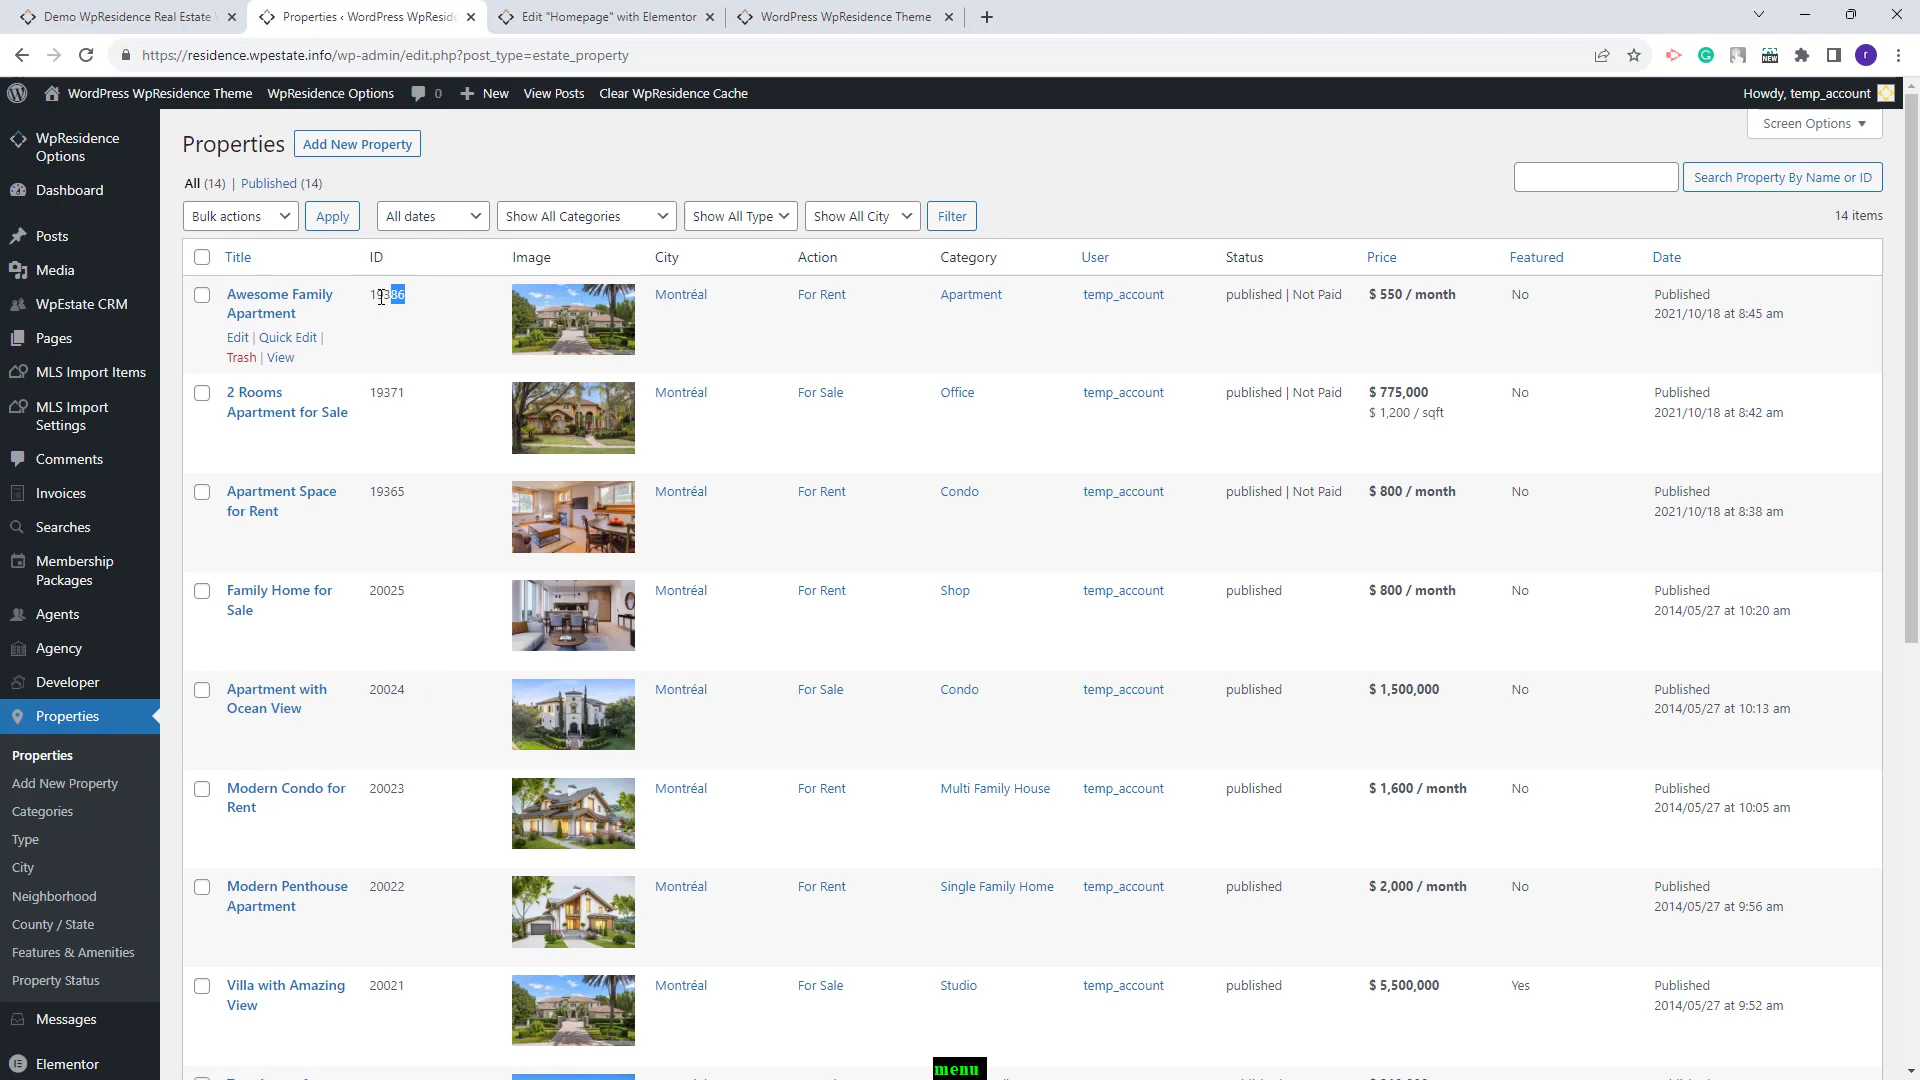 Demo WpResidence Real Estate
Properties ‹ WordPress WpReside
Edit "Homepage" with Elementor
WordPress WpResidence Theme
https://residence.wpestate.info/wp-admin/edit.php?post_type=estate_property
NEW
r
WordPress WpResidence Theme
WpResidence Options
0
New
View Posts
Clear WpResidence Cache
Howdy, temp_account
WpResidence
Options
Dashboard
Posts
Media
WpEstate CRM
Pages
MLS Import Items
MLS Import
Settings
Comments
Invoices
Searches
Membership
Packages
Agents
Agency
Developer
Properties
Properties
Add New Property
Categories
Type
City
Neighborhood
County / State
Features & Amenities
Property Status
Messages
Elementor
Screen Options
Properties
Add New Property
All (14) | Published (14)
Search Property By Name or ID
Bulk actions
Apply
All dates
Show All Categories
Show All Type
Show All City
Filter
14 items
Title ID Image City Action Category User Status Price Featured Date
Awesome Family 19386 Montréal For Rent Apartment temp_account published | Not Paid $ 550 / month No Published
Apartment 2021/10/18 at 8:45 am
Edit | Quick Edit |
Trash | View
2 Rooms 19371 Montréal For Sale Office temp_account published | Not Paid $ 775,000 No Published
Apartment for Sale $ 1,200 / sqft 2021/10/18 at 8:42 am
Apartment Space 19365 Montréal For Rent Condo temp_account published | Not Paid $ 800 / month No Published
for Rent 2021/10/18 at 8:38 am
Family Home for 20025 Montréal For Rent Shop temp_account published $ 800 / month No Published
Sale 2014/05/27 at 10:20 am
Apartment with 20024 Montréal For Sale Condo temp_account published $ 1,500,000 No Published
Ocean View 2014/05/27 at 10:13 am
Modern Condo for 20023 Montréal For Rent Multi Family House temp_account published $ 1,600 / month No Published
Rent 2014/05/27 at 10:05 am
Modern Penthouse 20022 Montréal For Rent Single Family Home temp_account published $ 2,000 / month No Published
Apartment 2014/05/27 at 9:56 am
Villa with Amazing 20021 Montréal For Sale Studio temp_account published $ 5,500,000 Yes Published
View 2014/05/27 at 9:52 am
menu